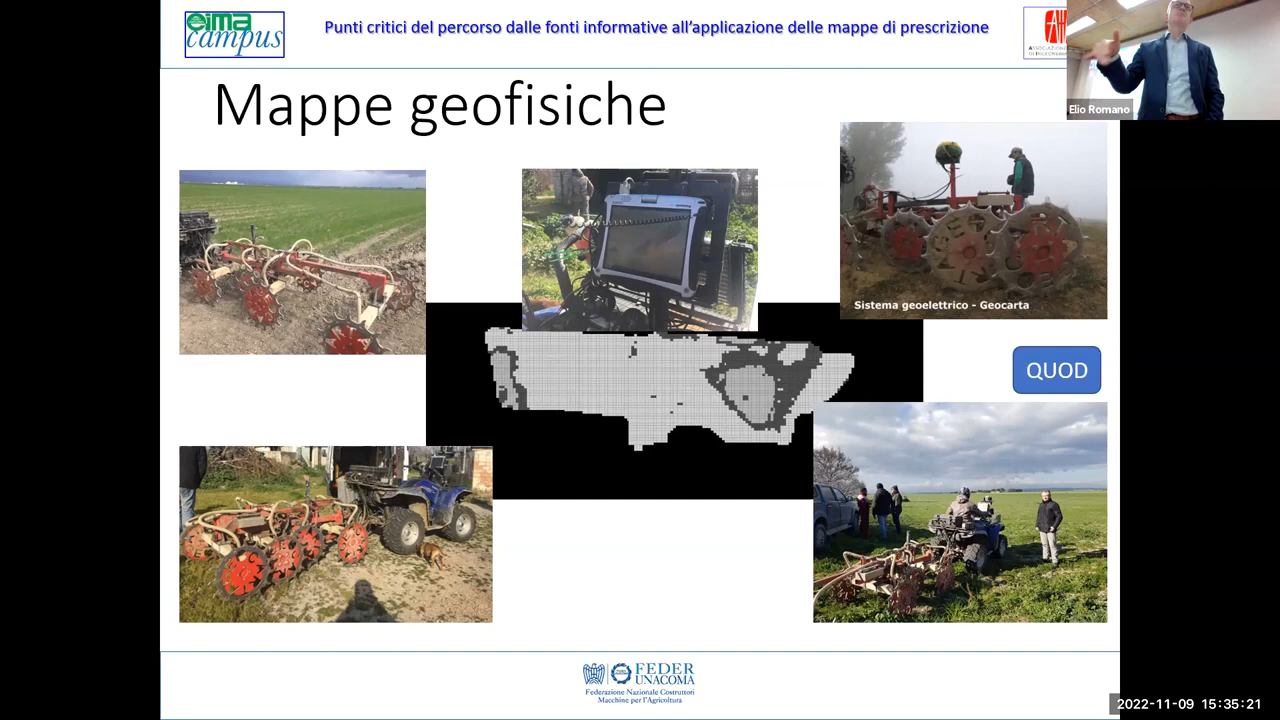 eima
campus
Punti critici del percorso dalle fonti informative all'applicazione delle mappe di prescrizione
Elio Romano
Mappe geofisiche
Sistema geoelettrico - Geocarta
QUOD
FEDER
UNACOMA
Federazione Nazionale Costruttori
Macchine per l'Agricoltura
2022-11-09 15:35:21